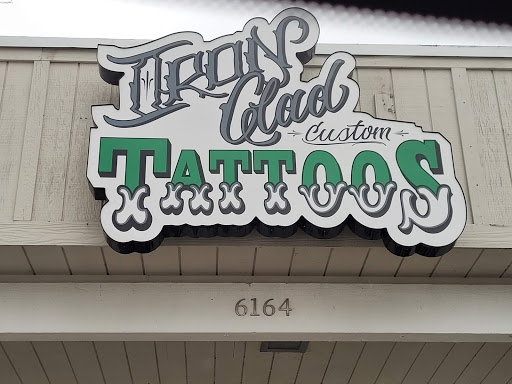 IRON
Clad
Custom
TATTOOS
6164